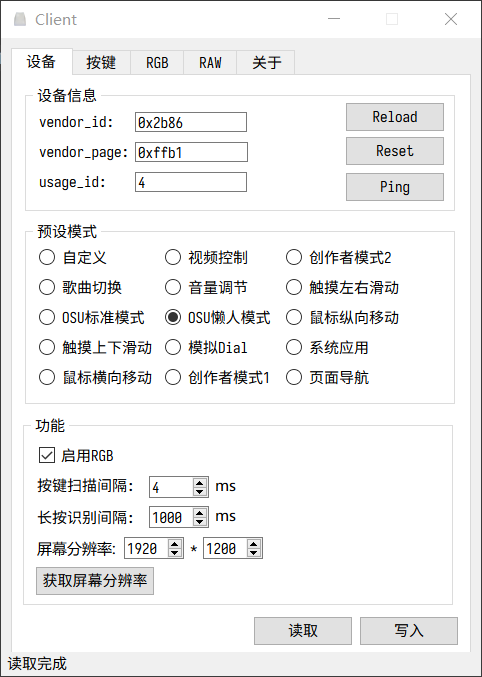 Client
设备 按键 RGB RAW 关于
设备信息
vendor_id: 0x2b86 Reload
vendor_page: 0xffb1 Reset
usage_id: 4 Ping
预设模式
自定义 视频控制 创作者模式2
歌曲切换 音量调节 触摸左右滑动
OSU标准模式 OSU懒人模式 鼠标纵向移动
触摸上下滑动 模拟Dial 系统应用
鼠标横向移动 创作者模式1 页面导航
功能
启用RGB
按键扫描间隔: 4 ms
长按识别间隔: 1000 ms
屏幕分辨率: 1920 * 1200
获取屏幕分辨率
读取 写入
读取完成